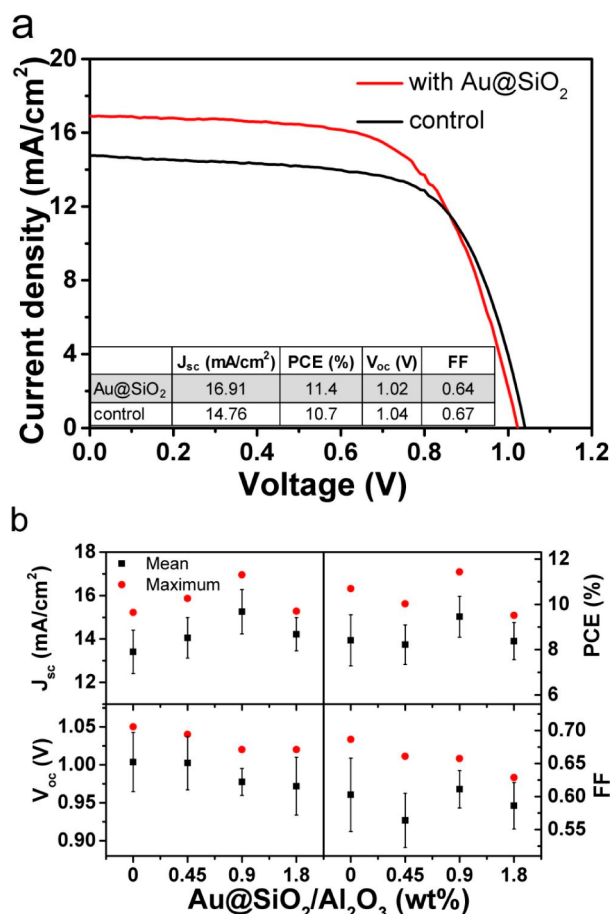 a
with Au@SiO₂
control
Current density (mA/cm²)
20
16
12
8
4
0
J_sc (mA/cm²) PCE (%) V_oc (V) FF
Au@SiO₂ 16.91 11.4 1.02 0.64
control 14.76 10.7 1.04 0.67
0.0 0.2 0.4 0.6 0.8 1.0 1.2
Voltage (V)
b
Mean
Maximum
J_sc (mA/cm²)
18
16
14
12
PCE (%)
12
10
8
6
V_oc (V)
1.05
1.00
0.95
0.90
FF
0.70
0.65
0.60
0.55
0 0.45 0.9 1.8 0 0.45 0.9 1.8
Au@SiO₂/Al₂O₃ (wt%)